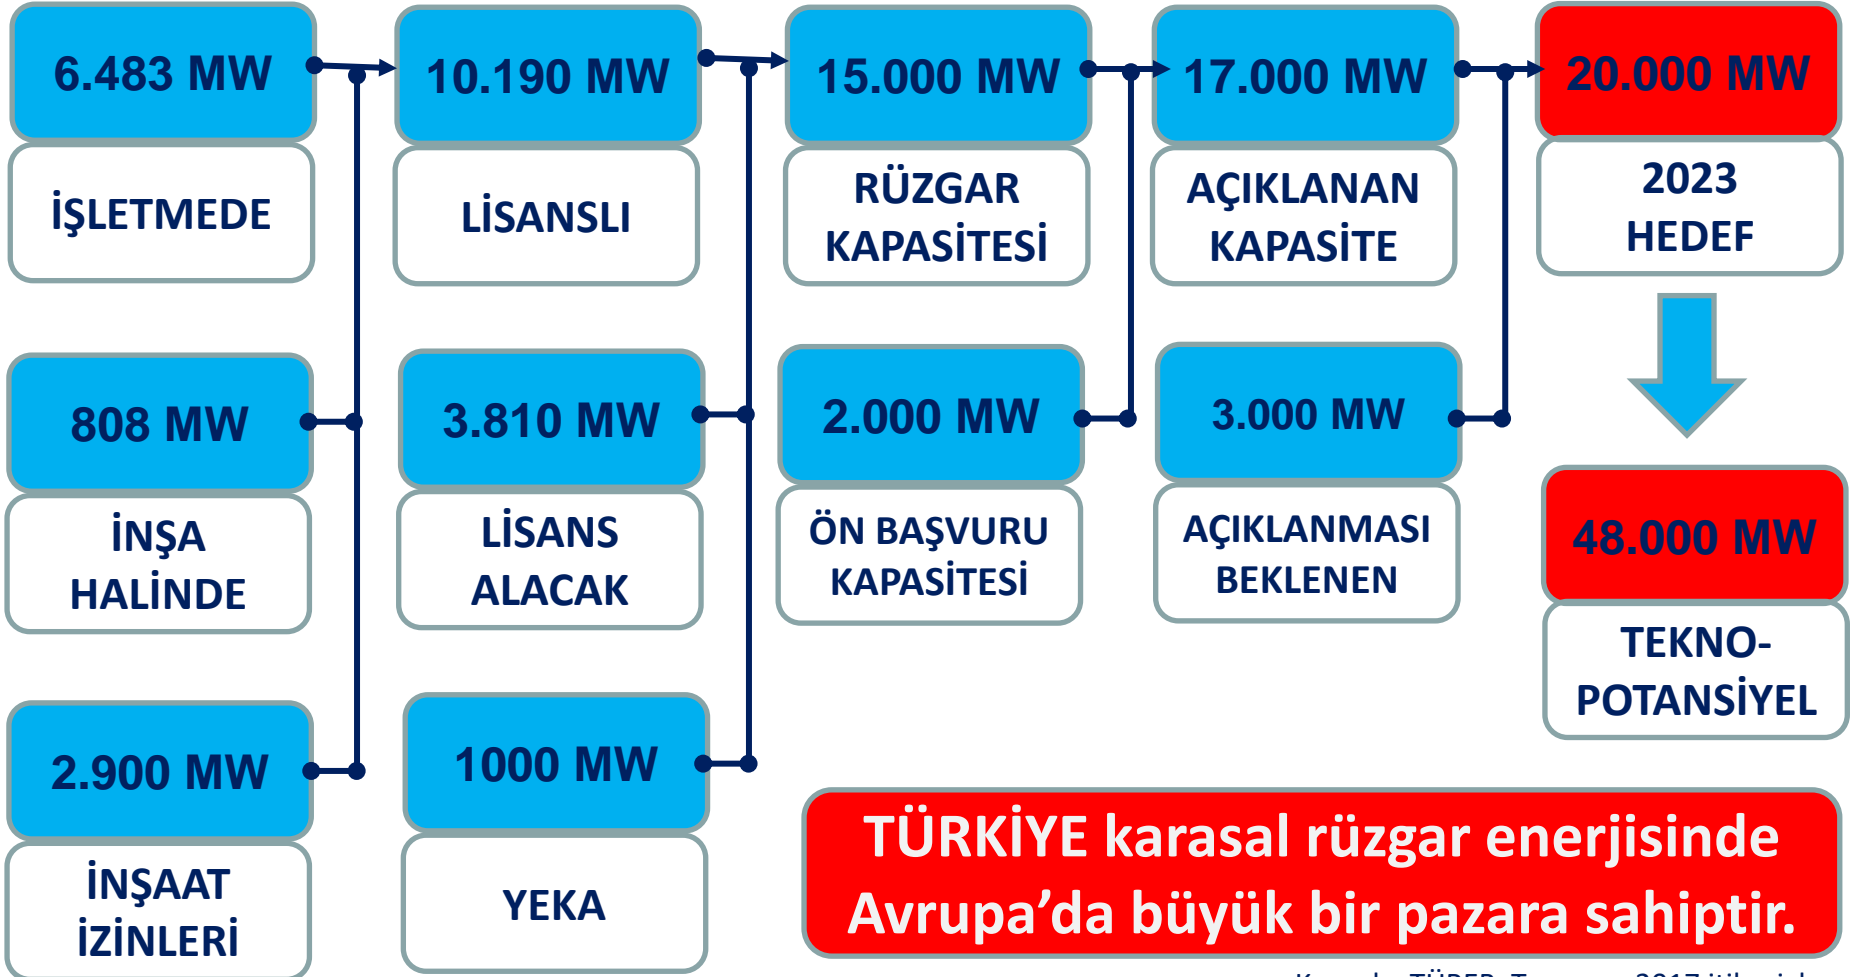 6.483 MW
İŞLETMEDE
10.190 MW
LİSANSLI
15.000 MW
RÜZGAR
KAPASİTESİ
17.000 MW
AÇIKLANAN
KAPASİTE
20.000 MW
2023
HEDEF
808 MW
İNŞA
HALİNDE
3.810 MW
LİSANS
ALACAK
2.000 MW
ÖN BAŞVURU
KAPASİTESİ
3.000 MW
AÇIKLANMASI
BEKLENEN
48.000 MW
TEKNO-
POTANSİYEL
2.900 MW
İNŞAAT
İZİNLERİ
1000 MW
YEKA
TÜRKİYE karasal rüzgar enerjisinde
Avrupa’da büyük bir pazara sahiptir.